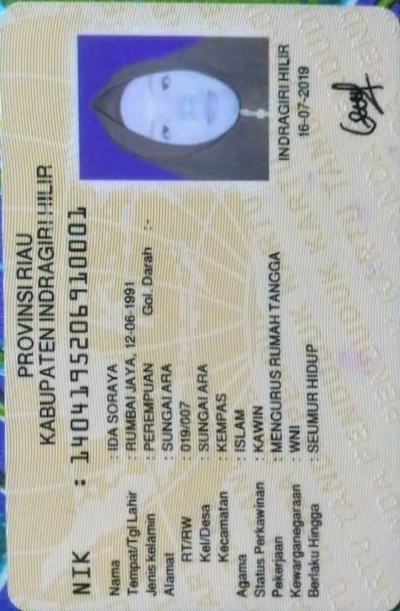 PROVINSI RIAU
KABUPATEN INDRAGIRI HILIR
NIK : 1404195206910001
Nama : IDA SORAYA
Tempat/Tgl Lahir : RUMBAI JAYA, 12-06-1991
Jenis kelamin : PEREMPUAN Gol. Darah :-
Alamat : SUNGAI ARA
RT/RW : 019/007
Kel/Desa : SUNGAI ARA
Kecamatan : KEMPAS
Agama : ISLAM
Status Perkawinan : KAWIN
Pekerjaan : MENGURUS RUMAH TANGGA
Kewarganegaraan : WNI
Berlaku Hingga : SEUMUR HIDUP
INDRAGIRI HILIR
16-07-2019